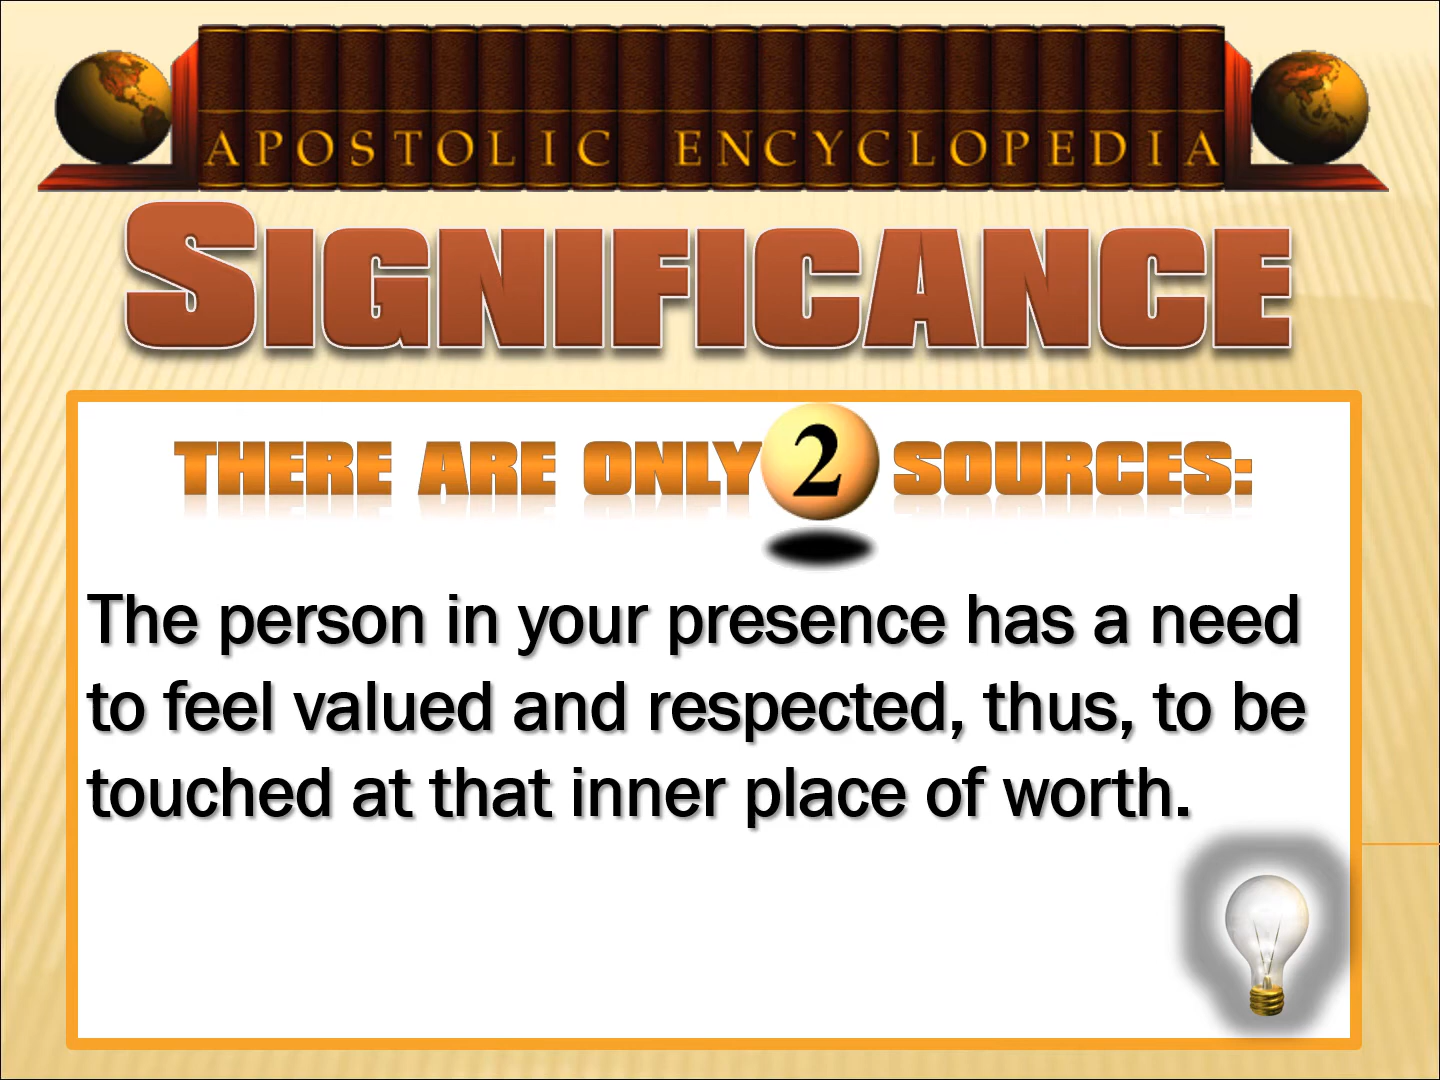 APOSTOLIC ENCYCLOPEDIA
SIGNIFICANCE
THERE ARE ONLY 2 SOURCES:
The person in your presence has a need
to feel valued and respected, thus, to be
touched at that inner place of worth.